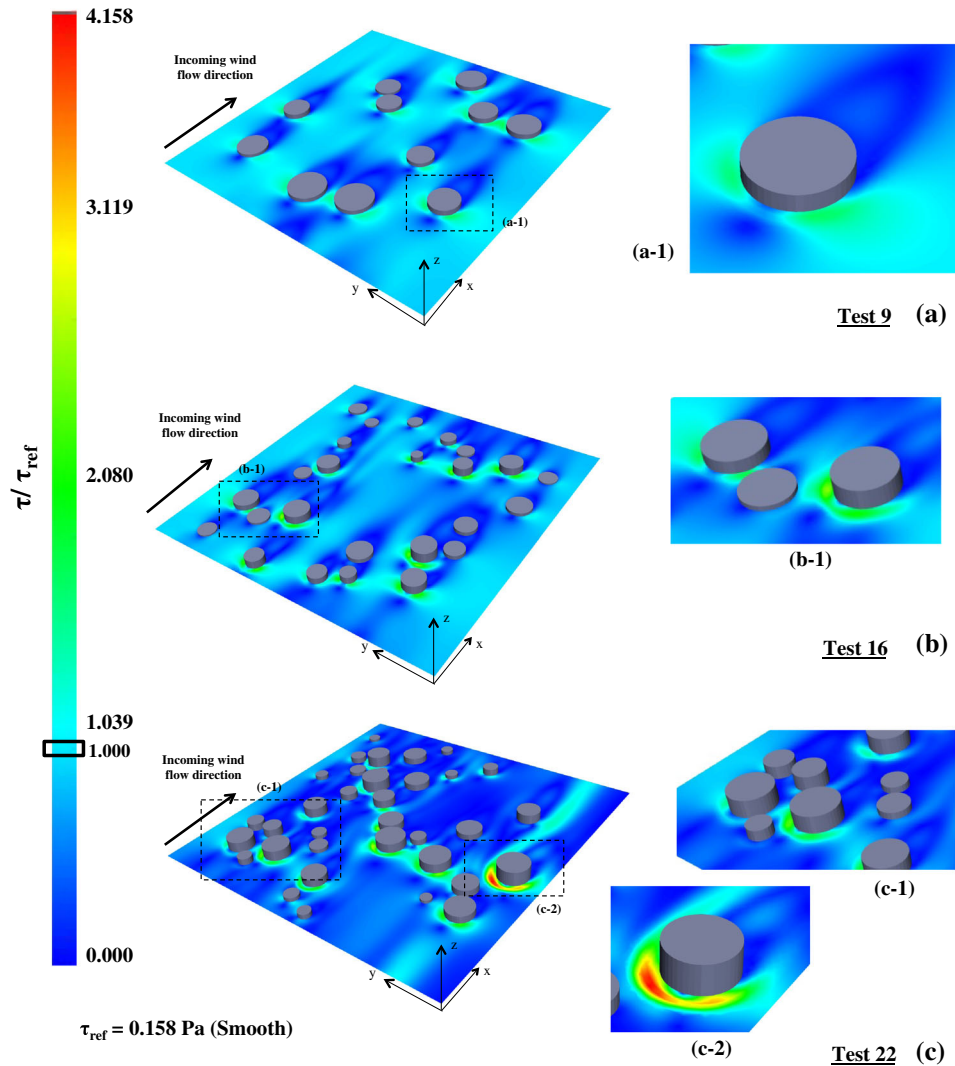 4.158
3.119
2.080
1.039
1.000
0.000
τ/ τref
τref = 0.158 Pa (Smooth)
Incoming wind
flow direction
(a-1)
z
y
x
(a-1)
Test 9 (a)
Incoming wind
flow direction
(b-1)
z
y
x
(b-1)
Test 16 (b)
Incoming wind
flow direction
(c-1)
(c-2)
z
y
x
(c-1)
(c-2)
Test 22 (c)